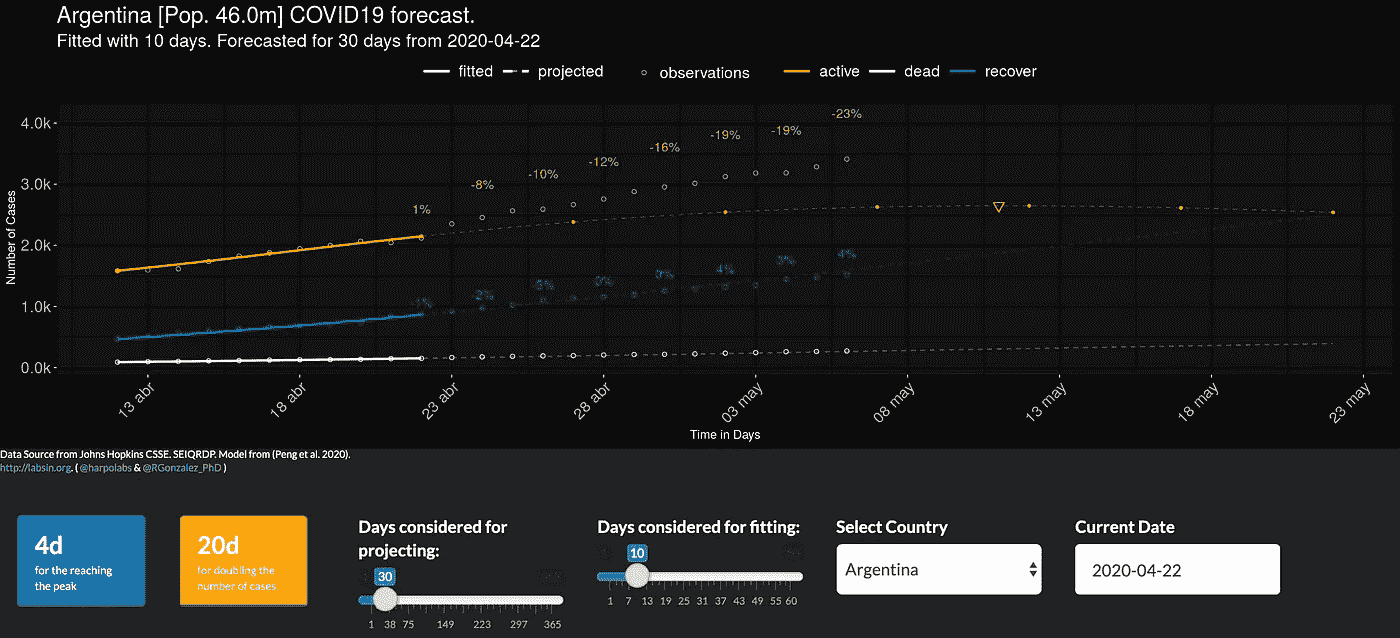 Argentina [Pop. 46.0m] COVID19 forecast.
Fitted with 10 days. Forecasted for 30 days from 2020-04-22
fitted projected observations active dead recover
4.0k
3.0k
2.0k
1.0k
0.0k
Number of Cases
1% -8% -10% -12% -16% -19% -19% -23%
-2% 4% 4%
13 abr 18 abr 23 abr 28 abr 03 may 08 may 13 may 18 may 23 may
Time in Days
Data Source from Johns Hopkins CSSE. SEIQRDP. Model from (Peng et al. 2020).
http://labsin.org. ( @harpolabs & @RGonzalez_PhD )
4d
for the reaching
the peak
20d
for doubling the
number of cases
Days considered for
projecting:
30
1 38 75 149 223 297 365
Days considered for fitting:
10
1 7 13 19 25 31 37 43 49 55 60
Select Country
Argentina
Current Date
2020-04-22